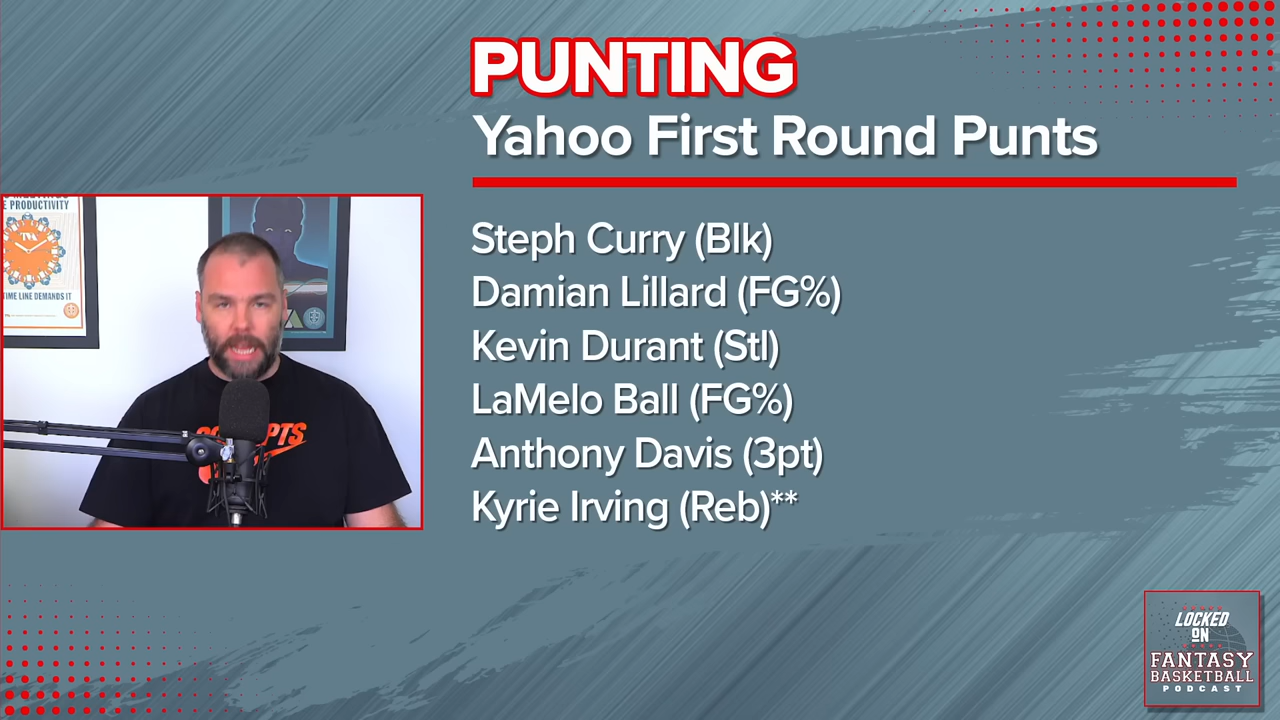 PUNTING
Yahoo First Round Punts
E PRODUCTIVITY
TIME LINE DEMANDS IT
Steph Curry (Blk)
Damian Lillard (FG%)
Kevin Durant (Stl)
LaMelo Ball (FG%)
Anthony Davis (3pt)
Kyrie Irving (Reb)**
LOCKED
ON
FANTASY
BASKETBALL
PODCAST